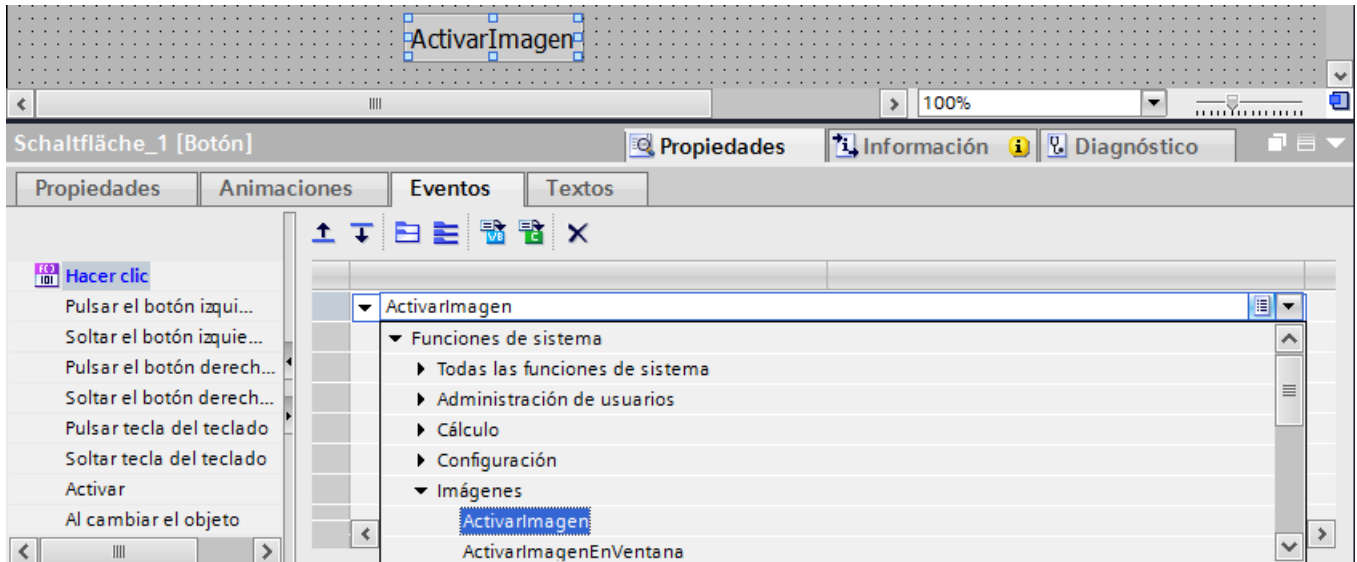 ActivarImagen
100%
Schaltfläche_1 [Botón]
Propiedades
Información
Diagnóstico
Propiedades
Animaciones
Eventos
Textos
Hacer clic
Pulsar el botón izqui...
Soltar el botón izquie...
Pulsar el botón derech...
Soltar el botón derech...
Pulsar tecla del teclado
Soltar tecla del teclado
Activar
Al cambiar el objeto
ActivarImagen
Funciones de sistema
Todas las funciones de sistema
Administración de usuarios
Cálculo
Configuración
Imágenes
ActivarImagen
ActivarImagenEnVentana